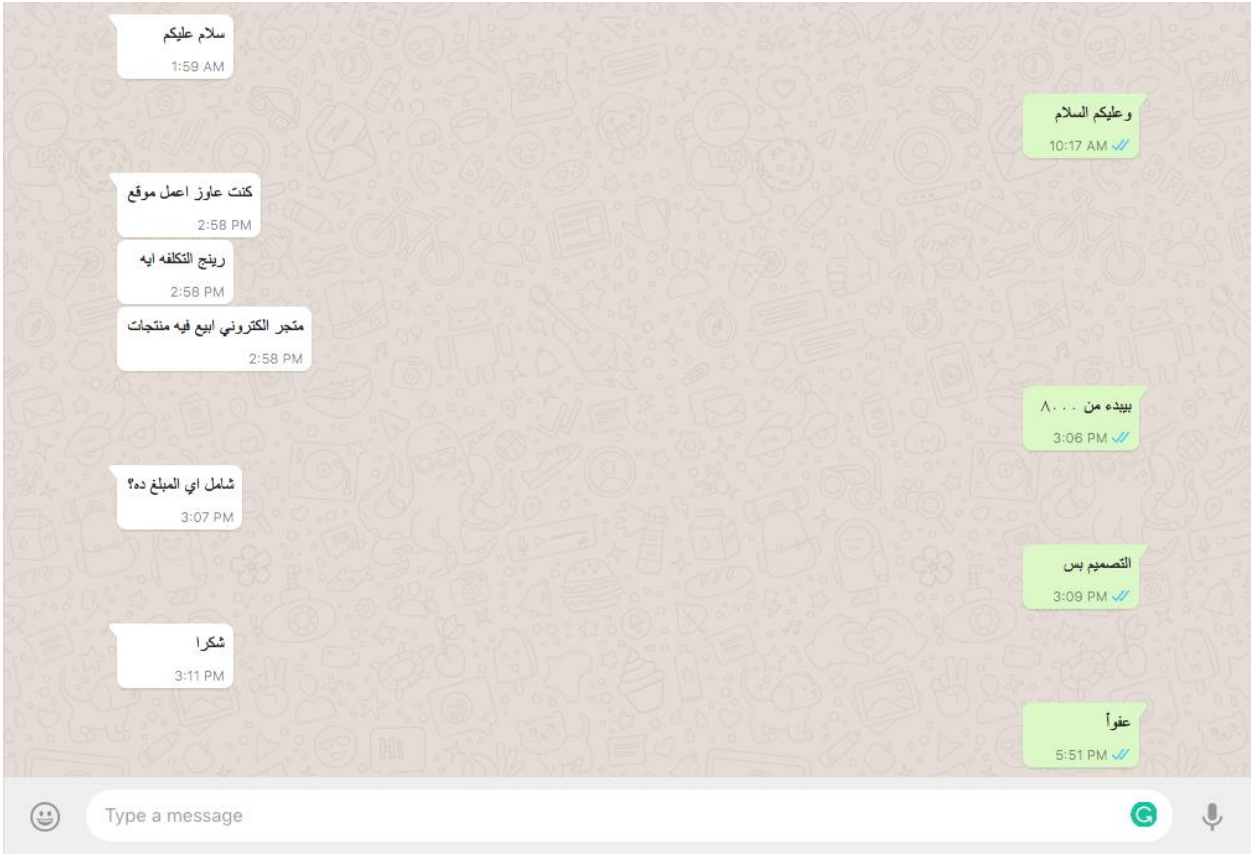 سلام عليكم
1:59 AM
وعليكم السلام
10:17 AM
كنت عاوز اعمل موقع
2:58 PM
رينج التكلفه ايه
2:58 PM
متجر الكتروني ابيع فيه منتجات
2:58 PM
بيبدء من ٨٠٠٠
3:06 PM
شامل اي المبلغ ده؟
3:07 PM
التصميم بس
3:09 PM
شكرا
3:11 PM
عفواً
5:51 PM
Type a message